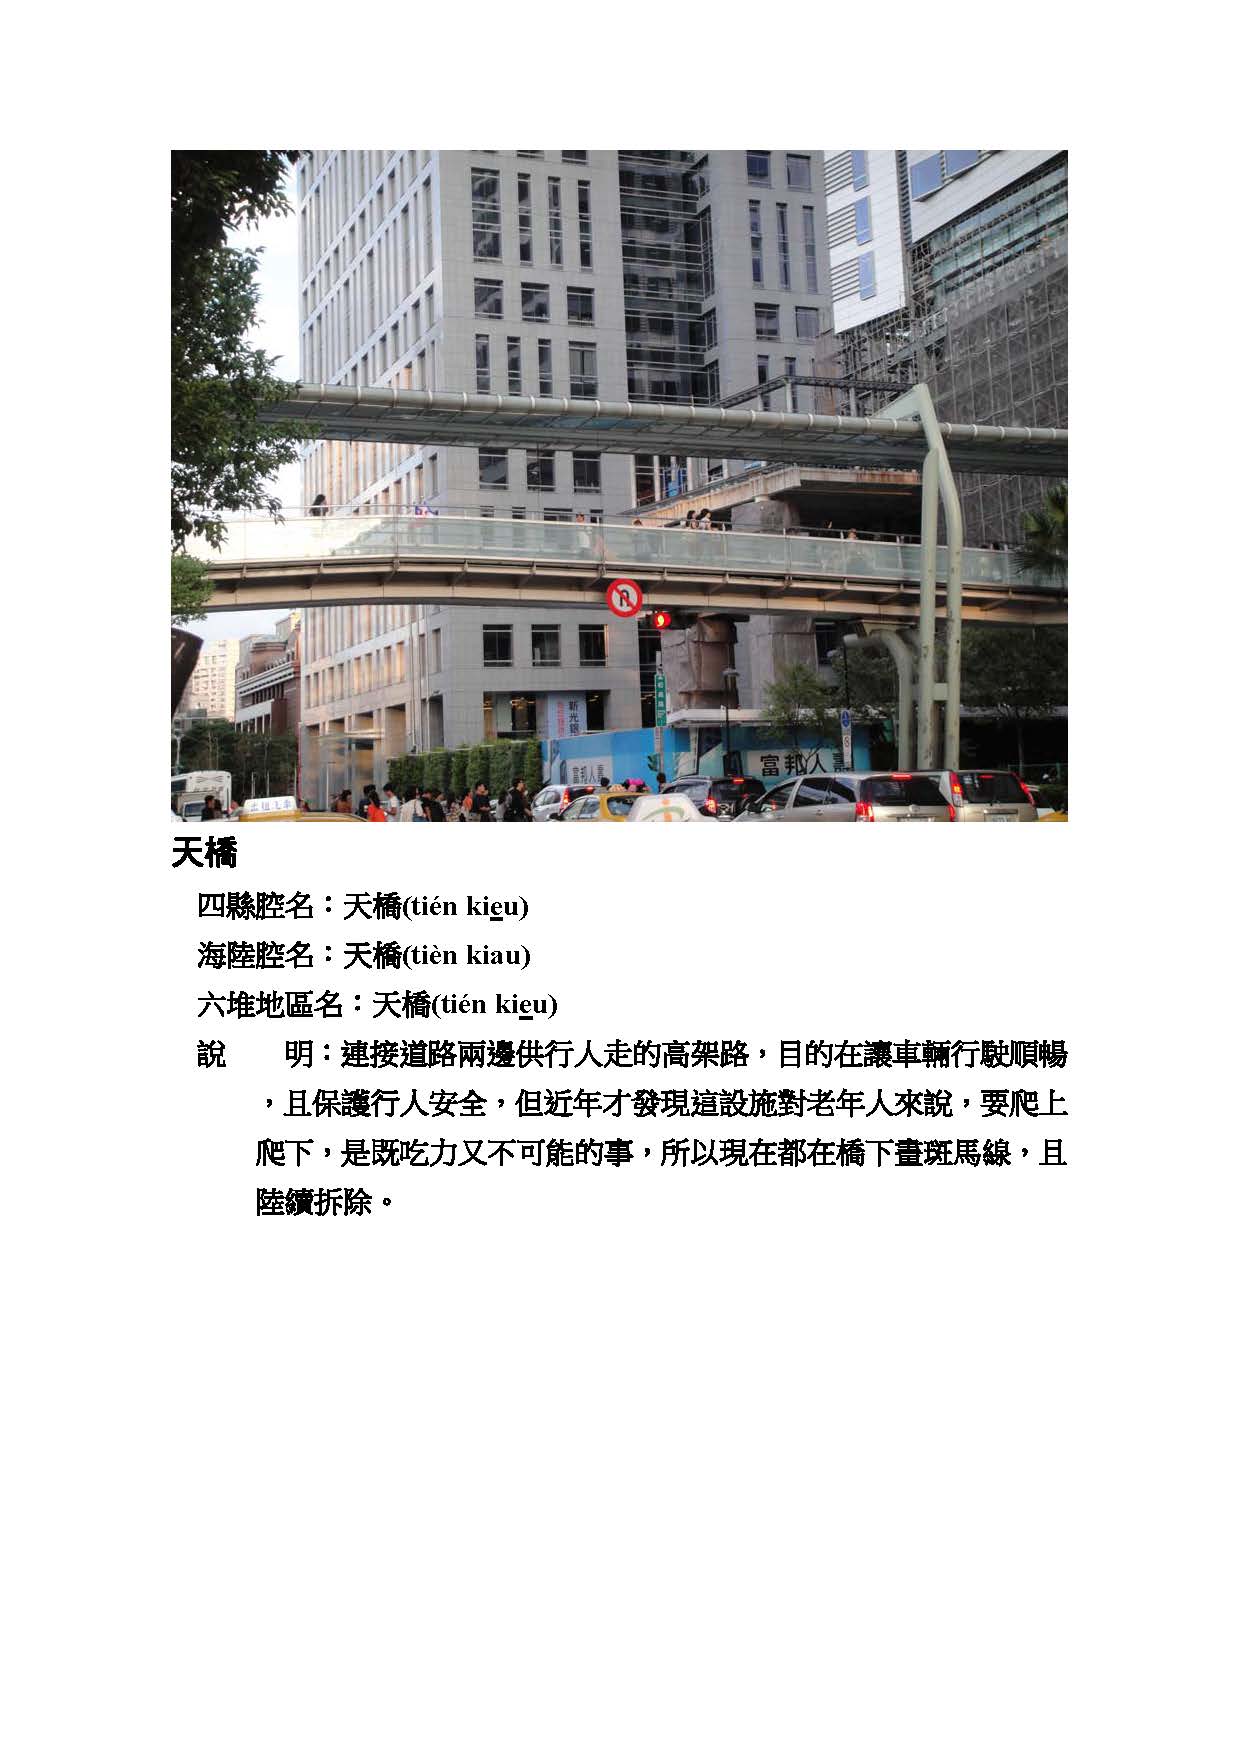 新光銀
富邦人壽
富邦人壽
天橋
四縣腔名：天橋(tién kieu)
海陸腔名：天橋(tièn kiau)
六堆地區名：天橋(tién kieu)
說　　明：連接道路兩邊供行人走的高架路，目的在讓車輛行駛順暢
，且保護行人安全，但近年才發現這設施對老年人來說，要爬上
爬下，是既吃力又不可能的事，所以現在都在橋下畫斑馬線，且
陸續拆除。